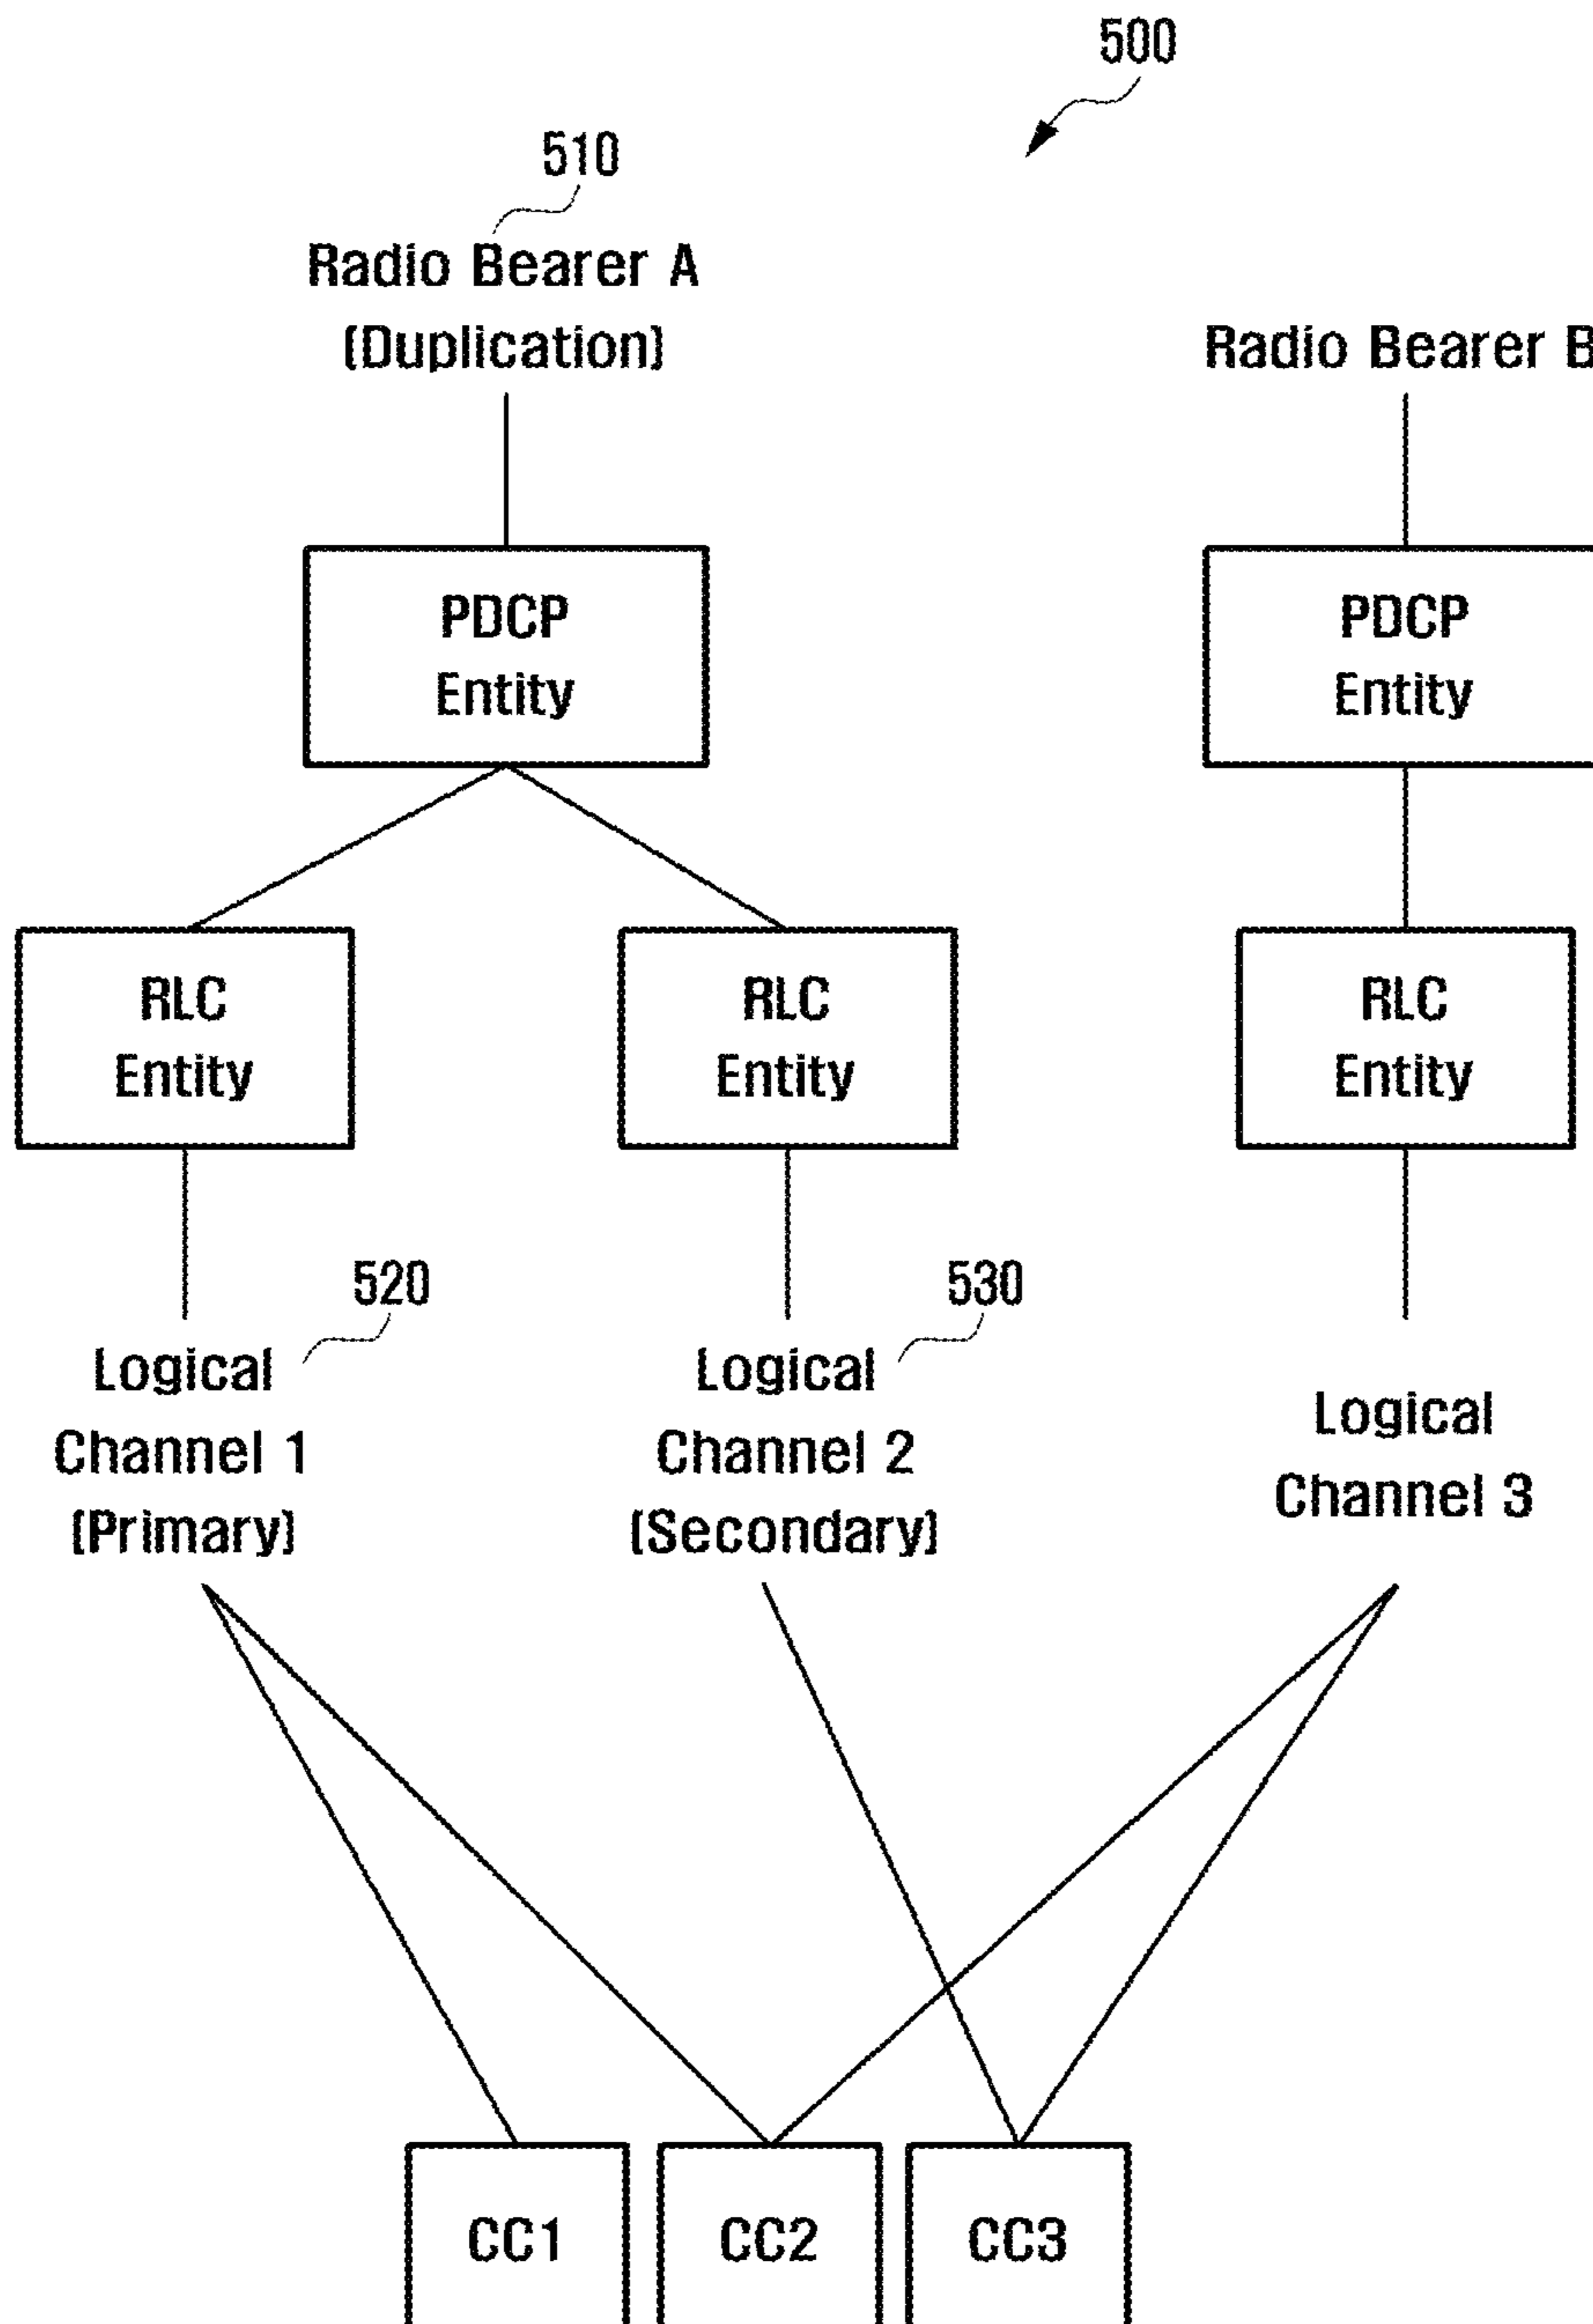 500
510
Radio Bearer A
(Duplication)
Radio Bearer B
PDCP
Entity
PDCP
Entity
RLC
Entity
RLC
Entity
RLC
Entity
520
530
Logical
Channel 1
(Primary)
Logical
Channel 2
(Secondary)
Logical
Channel 3
CC1
CC2
CC3